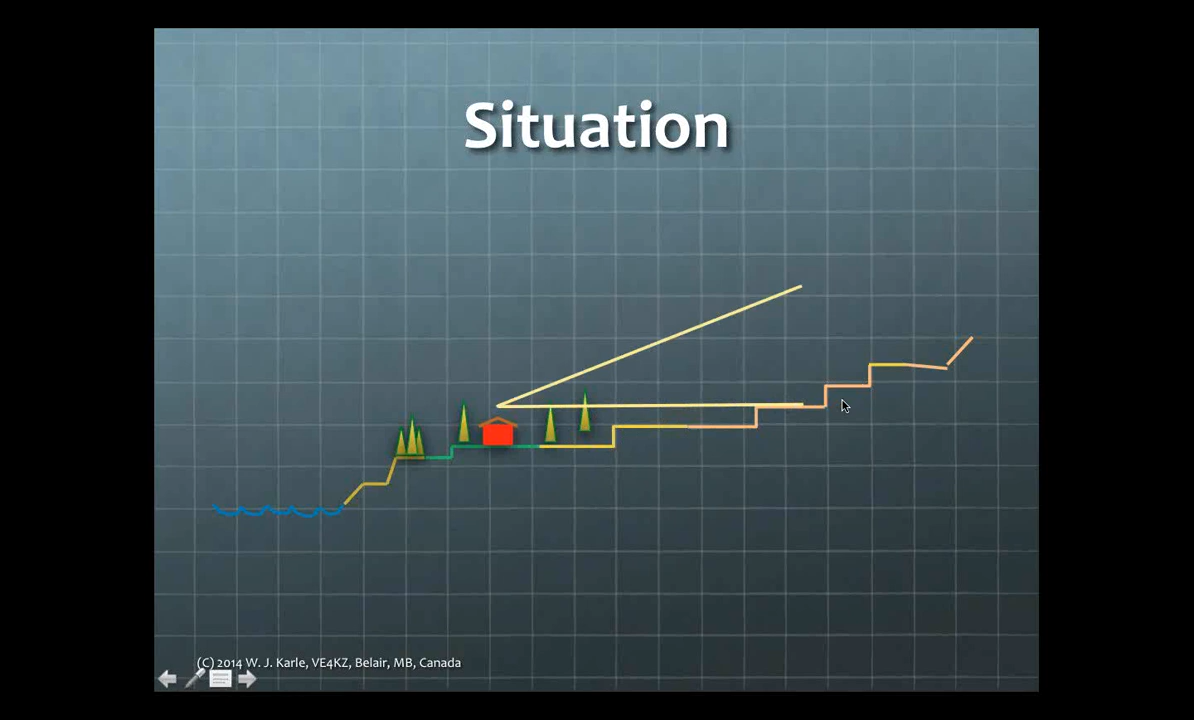 Situation
(C) 2014 W. J. Karle, VE4KZ, Belair, MB, Canada